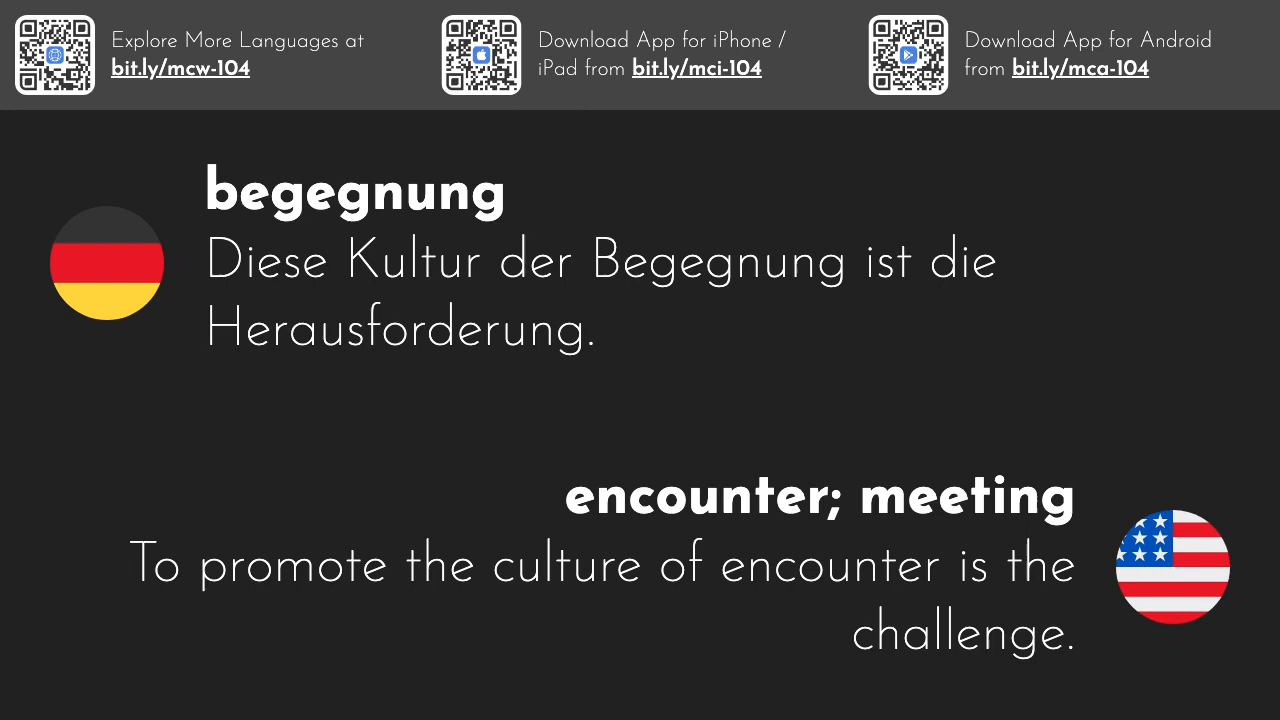 Explore More Languages at
bit.ly/mcw-104
Download App for iPhone /
iPad from bit.ly/mci-104
Download App for Android
from bit.ly/mca-104
begegnung
Diese Kultur der Begegnung ist die
Herausforderung.
encounter; meeting
To promote the culture of encounter is the
challenge.